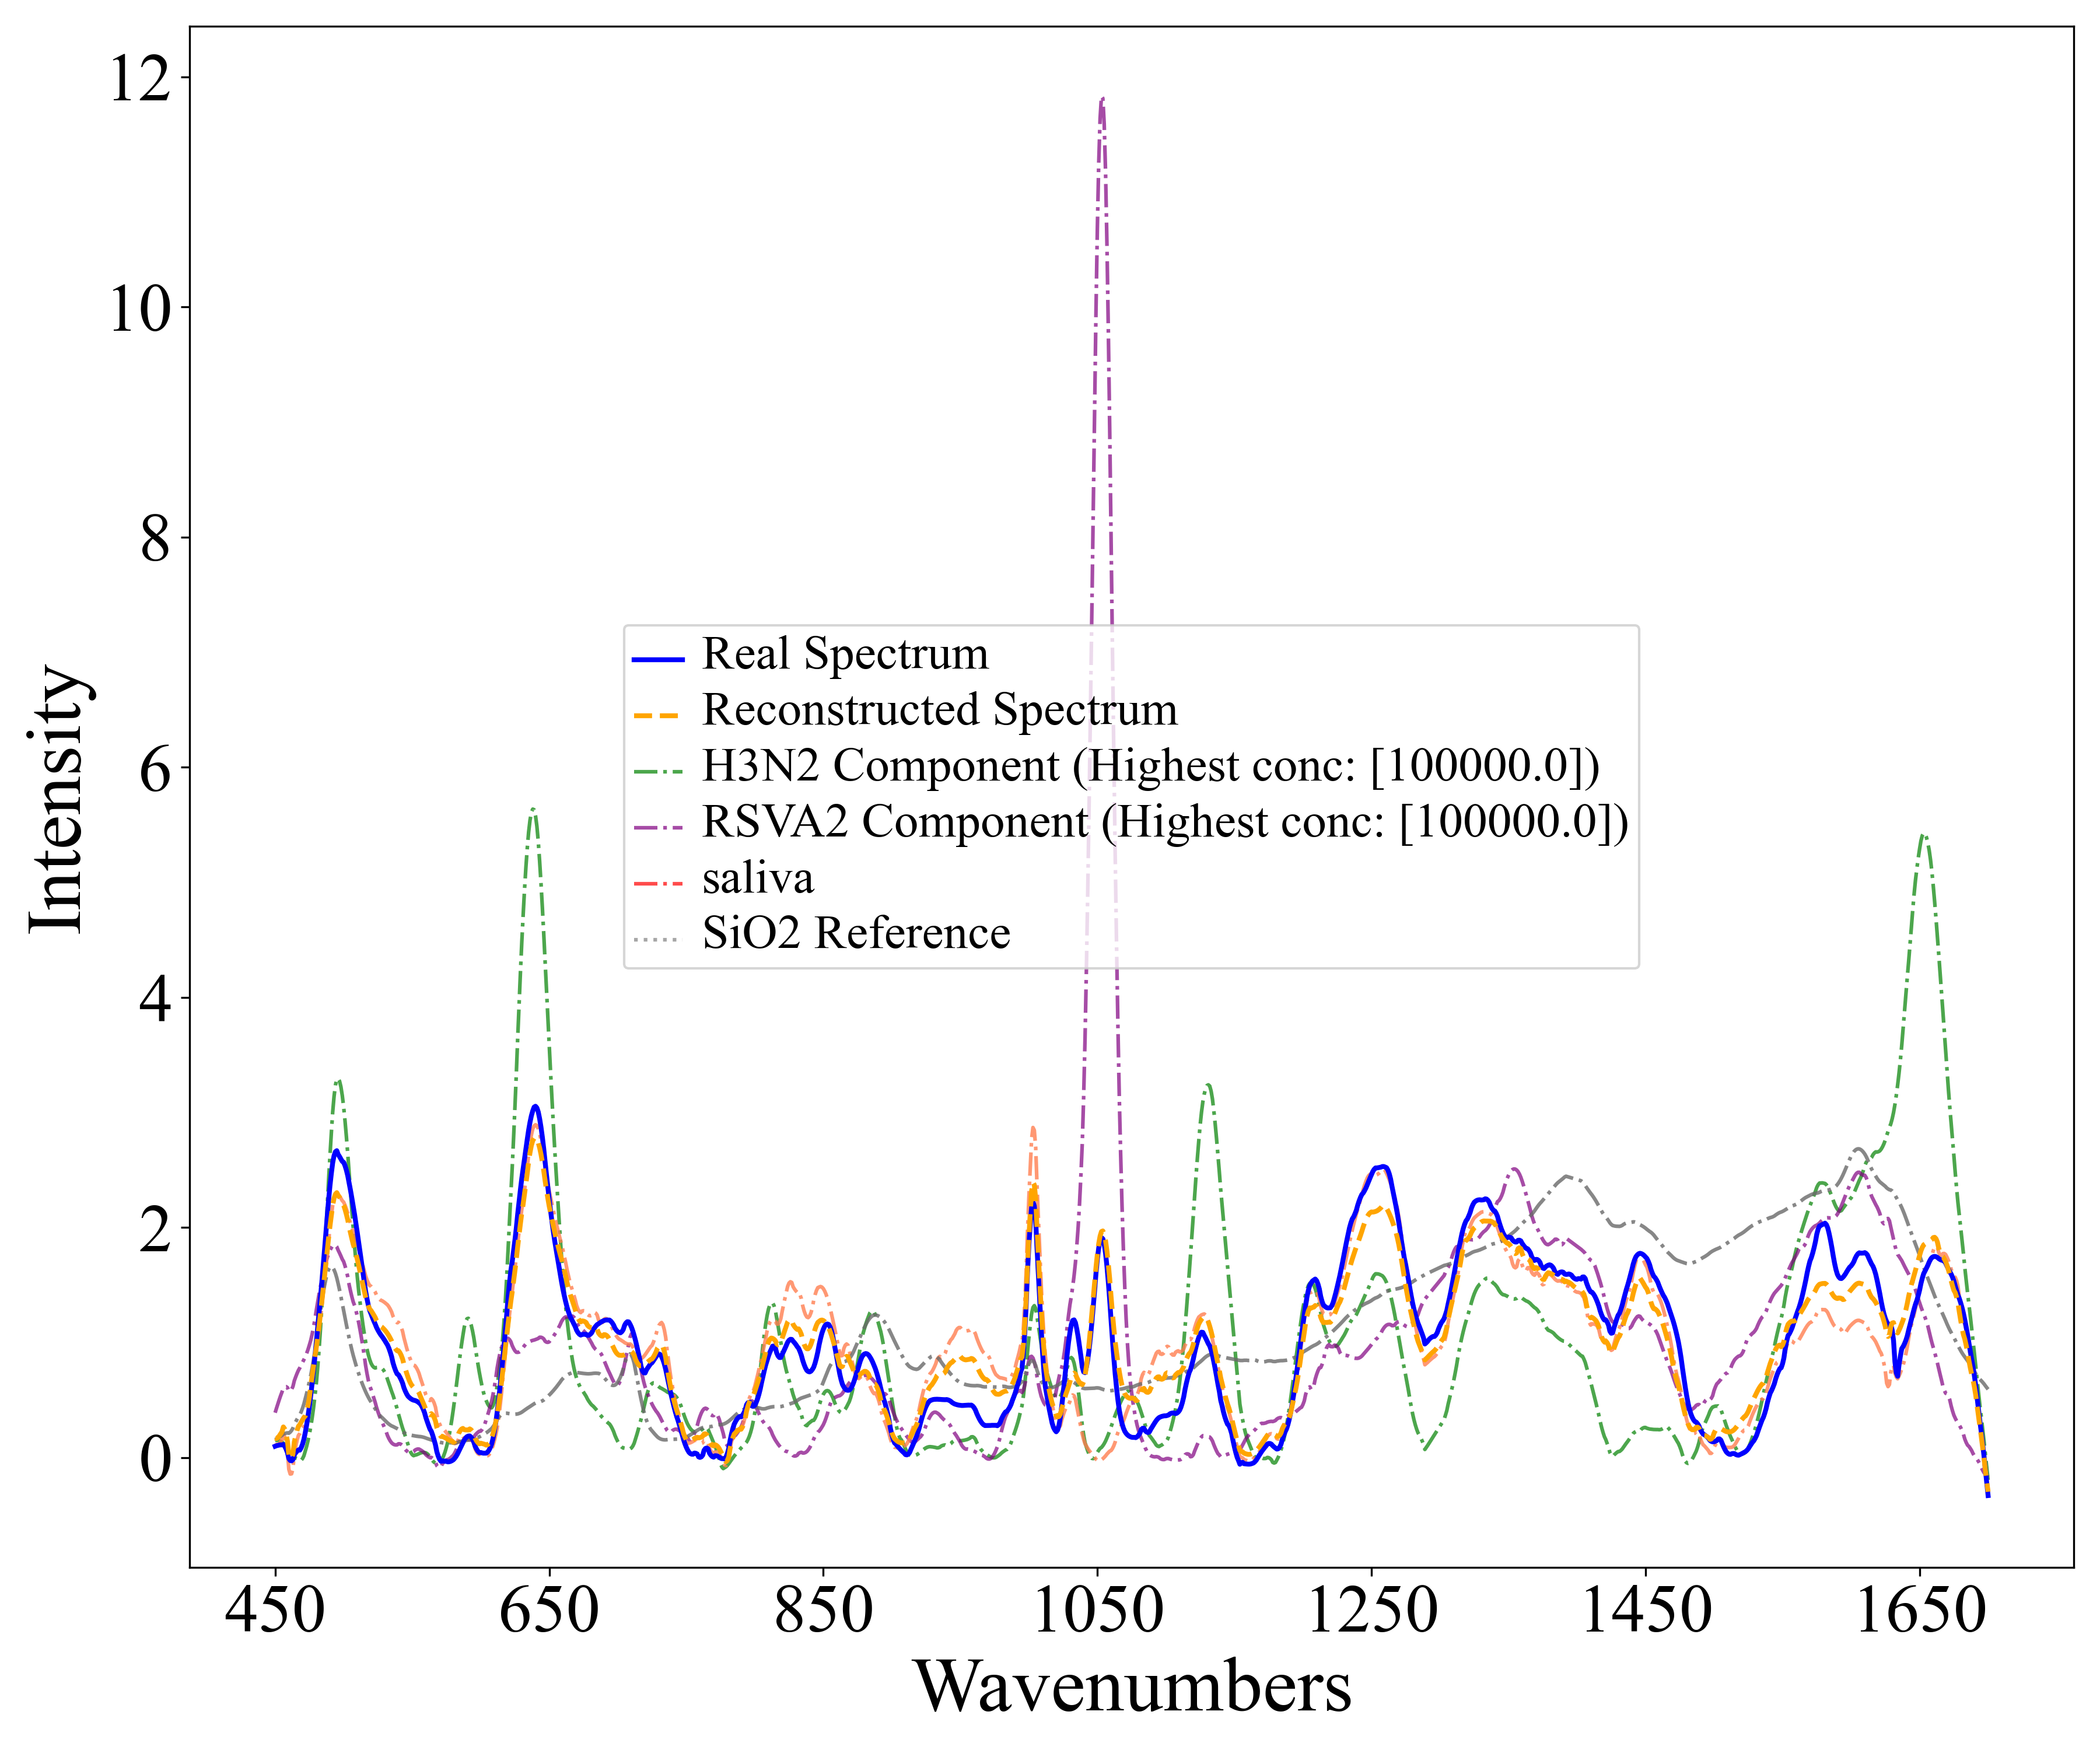 12
10
8
6
4
2
0
Intensity
Real Spectrum
Reconstructed Spectrum
H3N2 Component (Highest conc: [100000.0])
RSVA2 Component (Highest conc: [100000.0])
saliva
SiO2 Reference
450 650 850 1050 1250 1450 1650
Wavenumbers